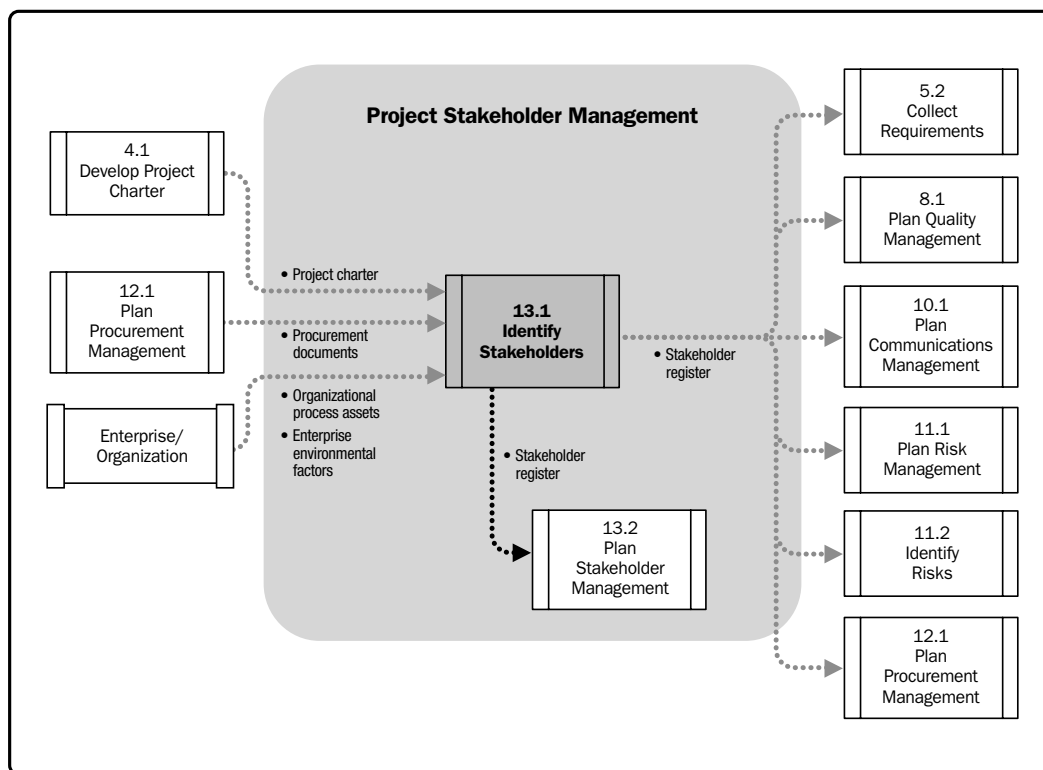 Project Stakeholder Management
4.1
Develop Project
Charter
12.1
Plan
Procurement
Management
Enterprise/
Organization
• Project charter
• Procurement
documents
• Organizational
process assets
• Enterprise
environmental
factors
13.1
Identify
Stakeholders
• Stakeholder
register
• Stakeholder
register
13.2
Plan
Stakeholder
Management
5.2
Collect
Requirements
8.1
Plan Quality
Management
10.1
Plan
Communications
Management
11.1
Plan Risk
Management
11.2
Identify
Risks
12.1
Plan
Procurement
Management